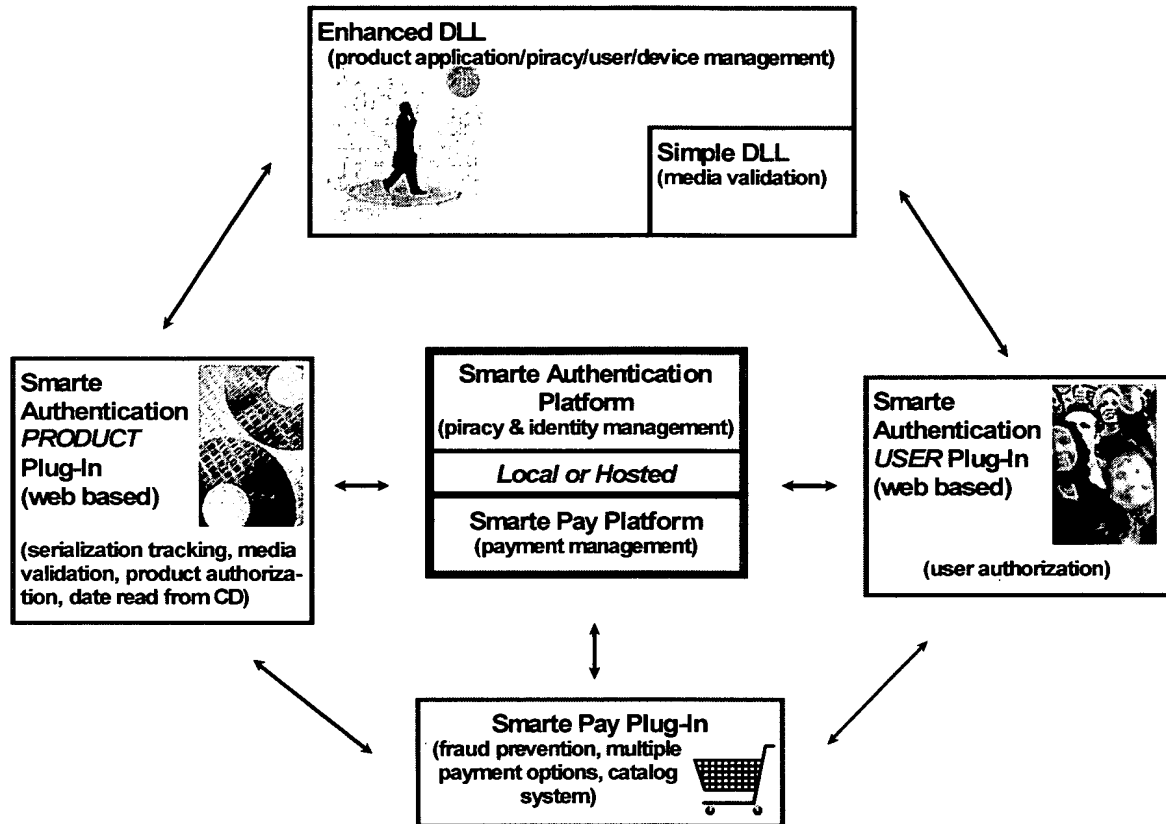 Enhanced DLL
(product application/piracy/user/device management)
Simple DLL
(media validation)
Smarte
Authentication
PRODUCT
Plug-In
(web based)
(serialization tracking, media
validation, product authoriza-
tion, date read from CD)
Smarte Authentication
Platform
(piracy & identity management)
Local or Hosted
Smarte Pay Platform
(payment management)
Smarte
Authentication
USER Plug-In
(web based)
(user authorization)
Smarte Pay Plug-In
(fraud prevention, multiple
payment options, catalog
system)